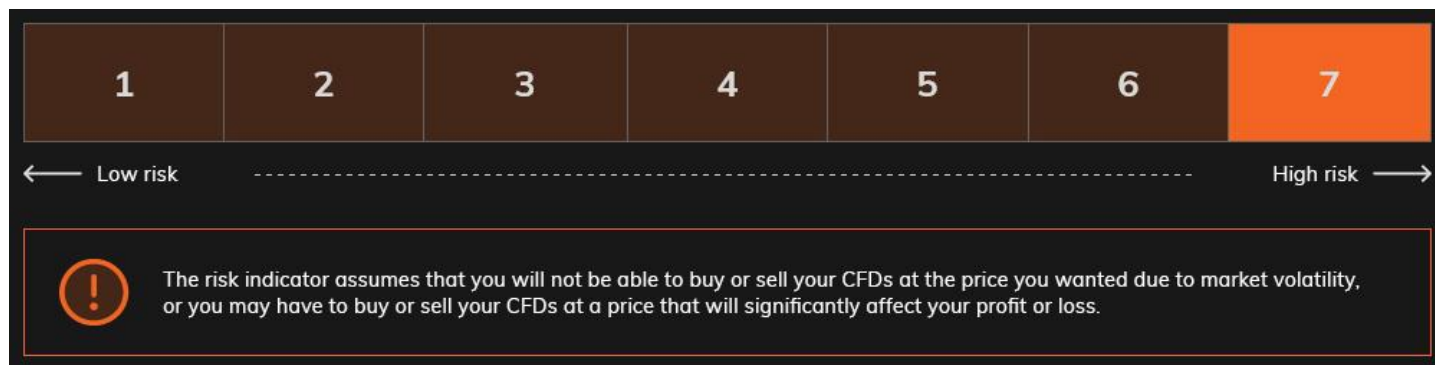 1 2 3 4 5 6 7
Low risk High risk
The risk indicator assumes that you will not be able to buy or sell your CFDs at the price you wanted due to market volatility,
or you may have to buy or sell your CFDs at a price that will significantly affect your profit or loss.